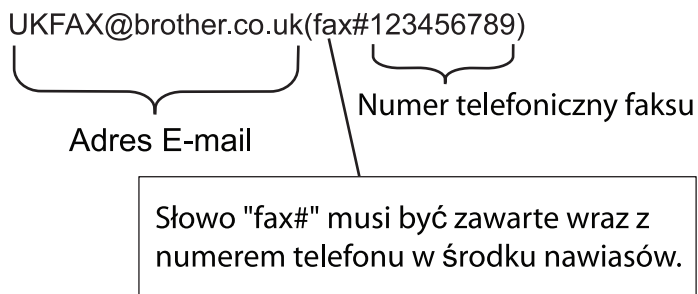 UKFAX@brother.co.uk(fax#123456789)
Numer telefoniczny faksu
Adres E-mail
Słowo "fax#" musi być zawarte wraz z
numerem telefonu w środku nawiasów.